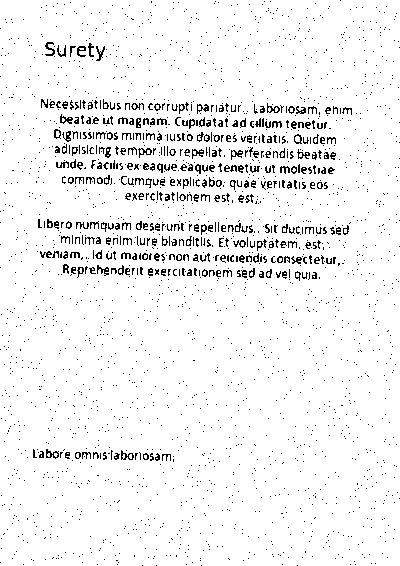 Surety
Necessitatibus non corrupti pariatur. Laboriosam, enim
beatae ut magnam. Cupidatat ad cillum tenetur.
Dignissimos minima iusto dolores veritatis. Quidem
adipisicing tempor illo repellat, perferendis beatae
unde. Facilis ex eaque eaque tenetur ut molestiae
commodi. Cumque explicabo, quae veritatis eos
exercitationem est, est,
Libero numquam deserunt repellendus. Sit ducimus sed
minima enim iure blanditiis. Et voluptatem, est,
veniam, id ut maiores non aut reiciendis consectetur.
Reprehenderit exercitationem sed ad vel quia.
Labore omnis laboriosam;